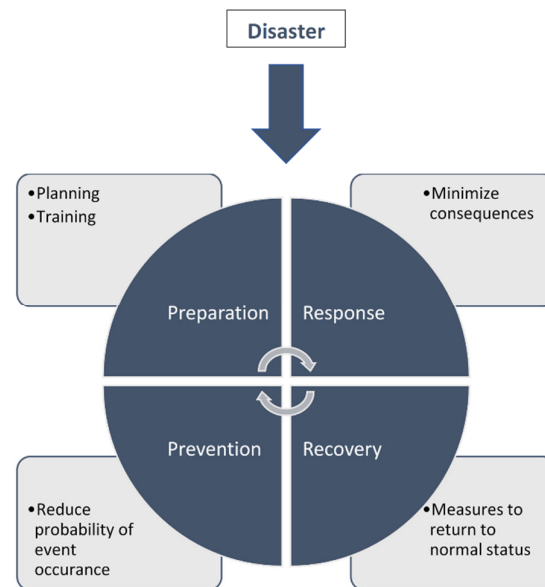 Disaster
•Planning
•Training
•Minimize
consequences
Preparation
Response
Prevention
Recovery
•Reduce
probability of
event
occurance
•Measures to
return to
normal status